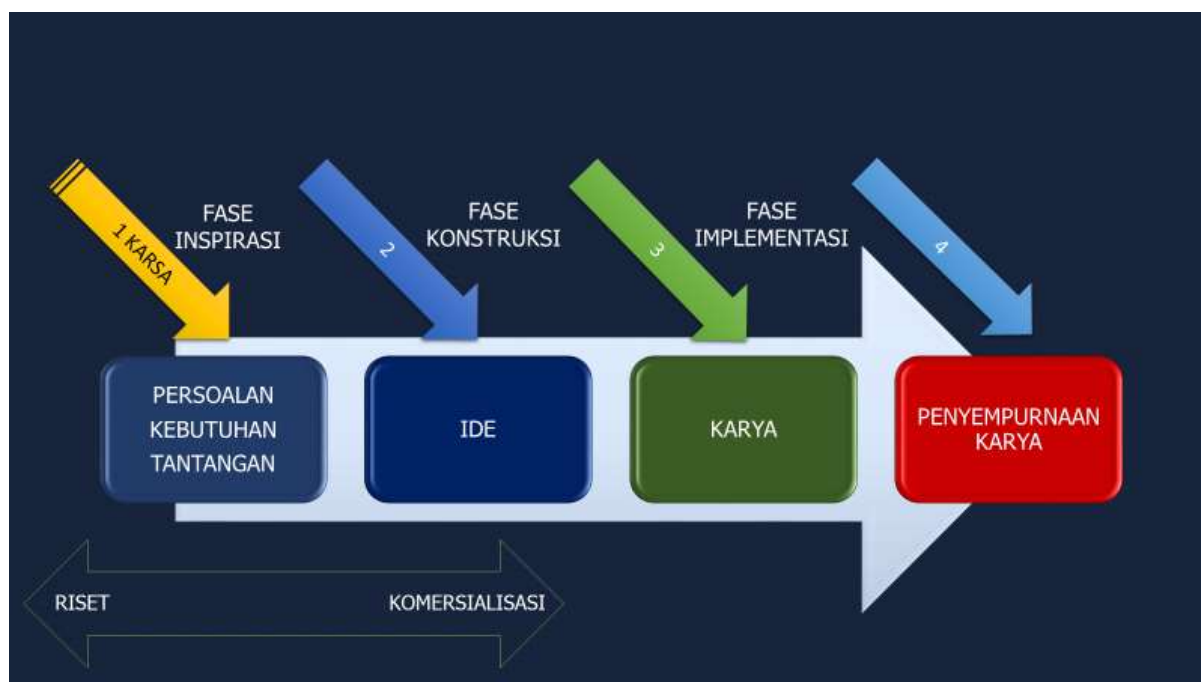 1 KARSA
FASE
INSPIRASI
2
FASE
KONSTRUKSI
3
FASE
IMPLEMENTASI
4
PERSOALAN
KEBUTUHAN
TANTANGAN
IDE
KARYA
PENYEMPURNAAN
KARYA
RISET
KOMERSIALISASI